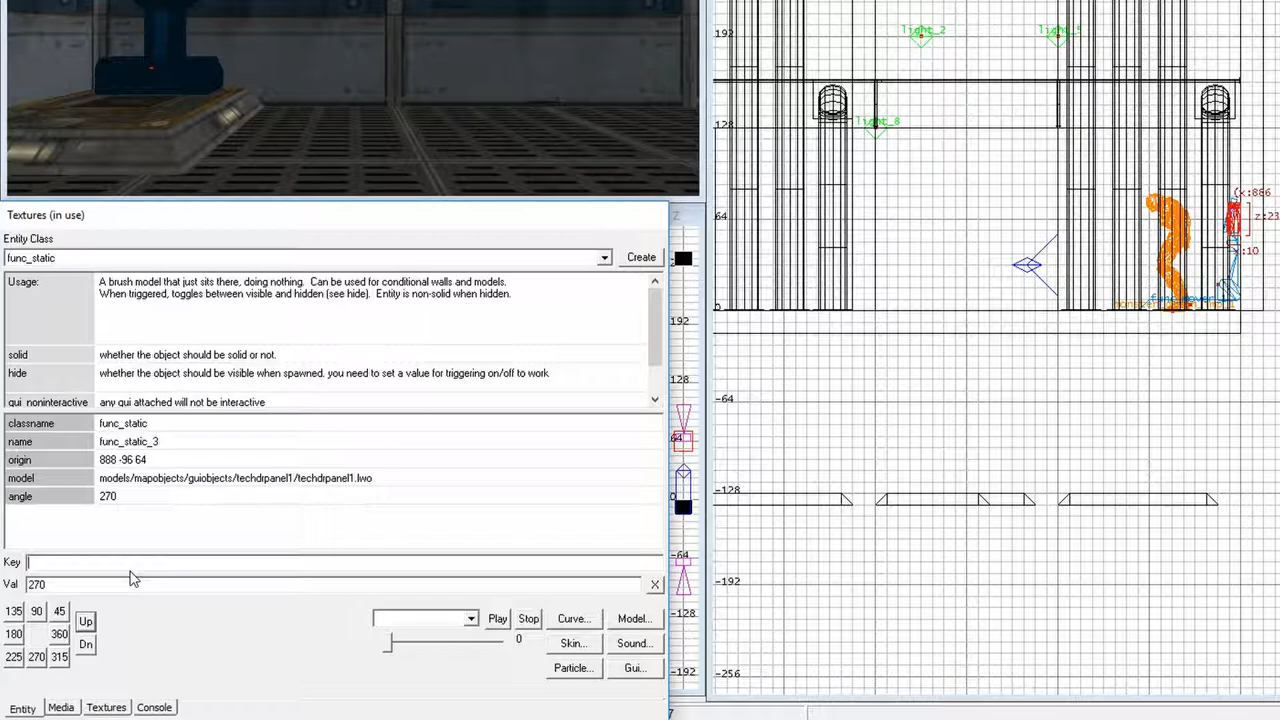 192
light_2
light_5
128
light_8
64
(x:886
z:23
:10
0
Textures (in use)
Z
Entity Class
func_static
Create
Usage:
A brush model that just sits there, doing nothing. Can be used for conditional walls and models.
When triggered, toggles between visible and hidden (see hide). Entity is non-solid when hidden.
192
solid
whether the object should be solid or not.
hide
whether the object should be visible when spawned. you need to set a value for triggering on/off to work
128
gui_noninteractive
any gui attached will not be interactive
-64
classname
func_static
name
func_static_3
64
origin
888 -96 64
model
models/mapobjects/guiobjects/techdrpanel1/techdrpanel1.lwo
angle
270
0
-128
Key
-64
Val
270
X
-192
135
90
45
Up
Play
Stop
Curve...
Model...
-128
180
360
Dn
0
Skin...
Sound...
225
270
315
Particle...
Gui...
-192
-256
Entity
Media
Textures
Console